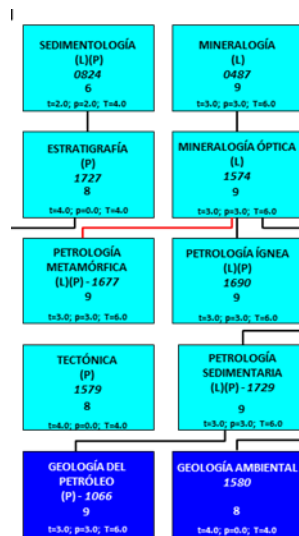 SEDIMENTOLOGÍA
(L)(P)
0824
6
t=2.0; p=2.0; T=4.0
MINERALOGÍA
(L)
0487
9
t=3.0; p=3.0; T=6.0
ESTRATIGRAFÍA
(P)
1727
8
t=4.0; p=0.0; T=4.0
MINERALOGÍA ÓPTICA
(L)
1574
9
t=3.0; p=3.0; T=6.0
PETROLOGÍA
METAMÓRFICA
(L)(P) - 1677
9
t=3.0; p=3.0; T=6.0
PETROLOGÍA ÍGNEA
(L)(P)
1690
9
t=3.0; p=3.0; T=6.0
TECTÓNICA
(P)
1579
8
t=4.0; p=0.0; T=4.0
PETROLOGÍA
SEDIMENTARIA
(L)(P) - 1729
9
t=3.0; p=3.0; T=6.0
GEOLOGÍA DEL
PETRÓLEO
(P) - 1066
9
t=3.0; p=3.0; T=6.0
GEOLOGÍA AMBIENTAL
1580
8
t=4.0; p=0.0; T=4.0